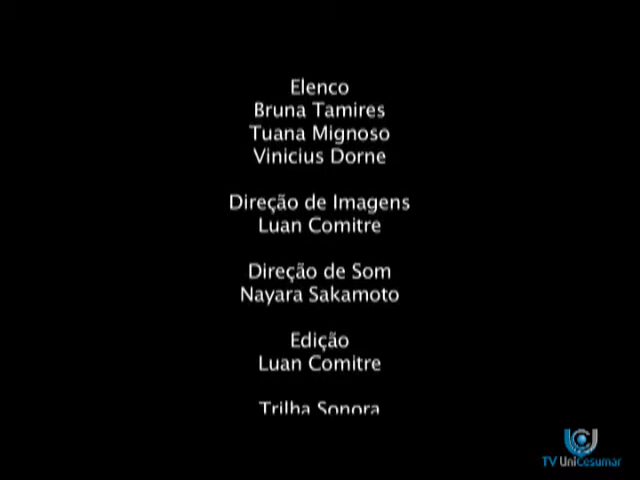 Elenco
Bruna Tamires
Tuana Mignoso
Vinicius Dorne
Direção de Imagens
Luan Comitre
Direção de Som
Nayara Sakamoto
Edição
Luan Comitre
Trilha Sonora
TV UniCesumar